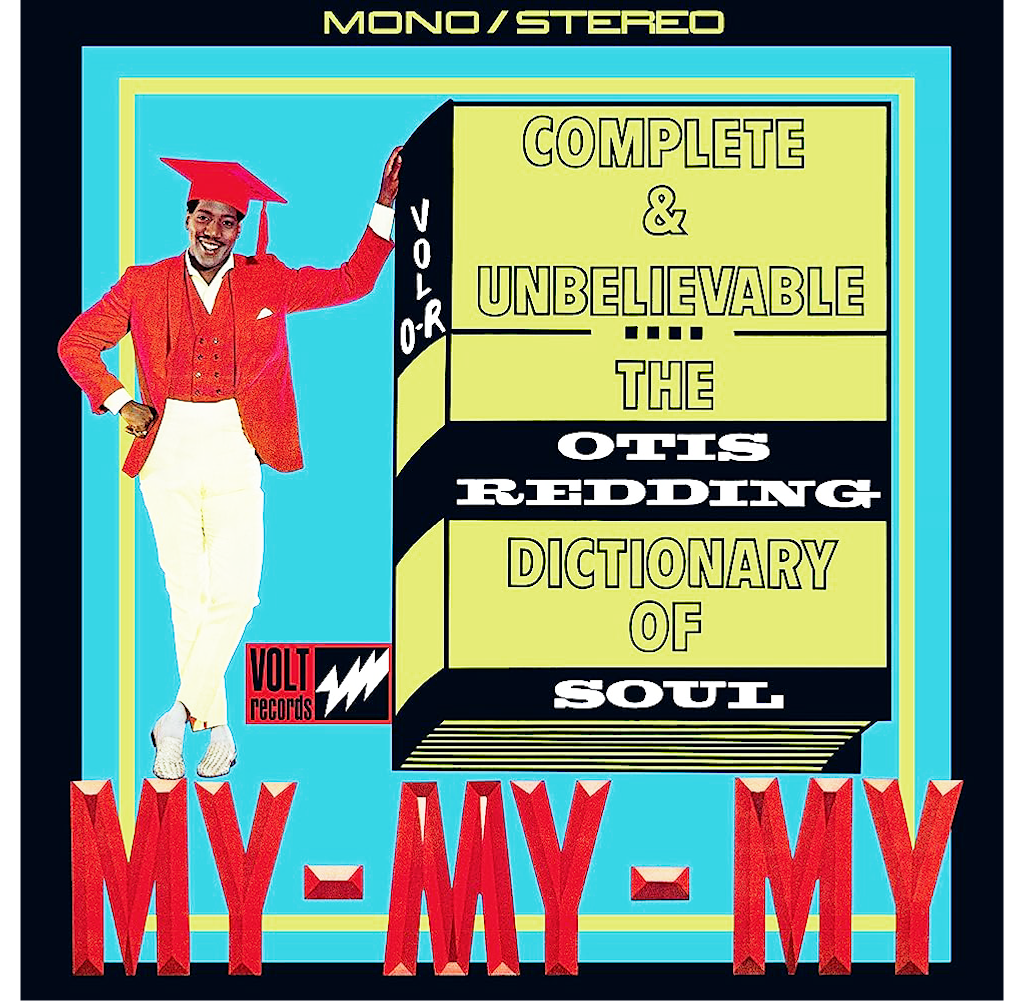 MONO/STEREO
VOL
O-R
COMPLETE
&
UNBELIEVABLE
THE
OTIS
REDDING
DICTIONARY
OF
SOUL
VOLT
records
MY-MY-MY